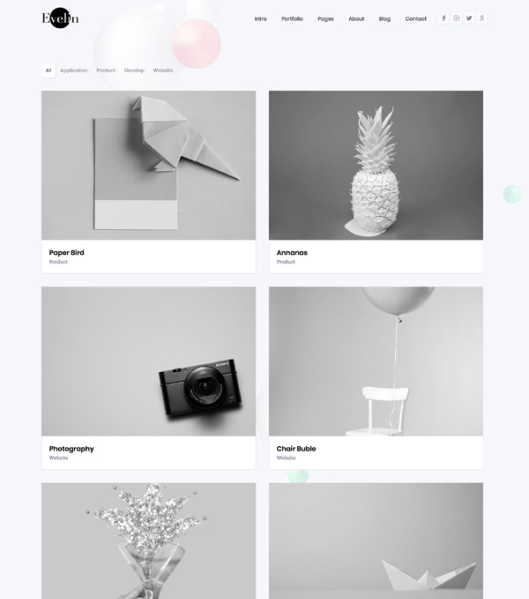 Evelin
Intro Portfolio Pages About Blog Contact
All Application Product Develop Website
SONY
Paper Bird
Product
Annanas
Product
Photography
Website
Chair Buble
Website